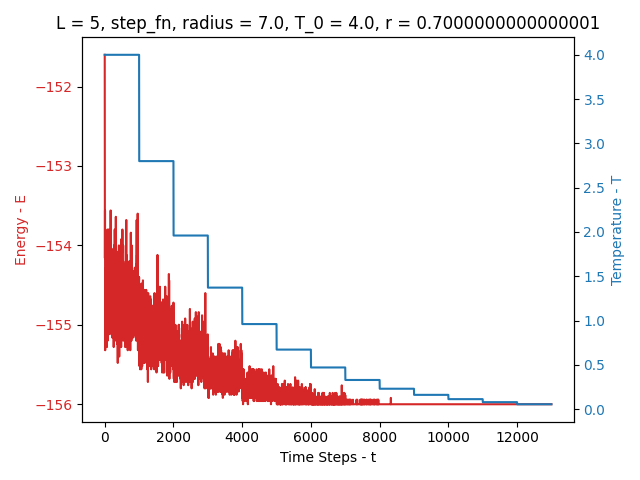 L = 5, step_fn, radius = 7.0, T_0 = 4.0, r = 0.7000000000000001
Energy - E
−152
−153
−154
−155
−156
4.0
3.5
3.0
2.5
2.0
1.5
1.0
0.5
0.0
Temperature - T
0 2000 4000 6000 8000 10000 12000
Time Steps - t